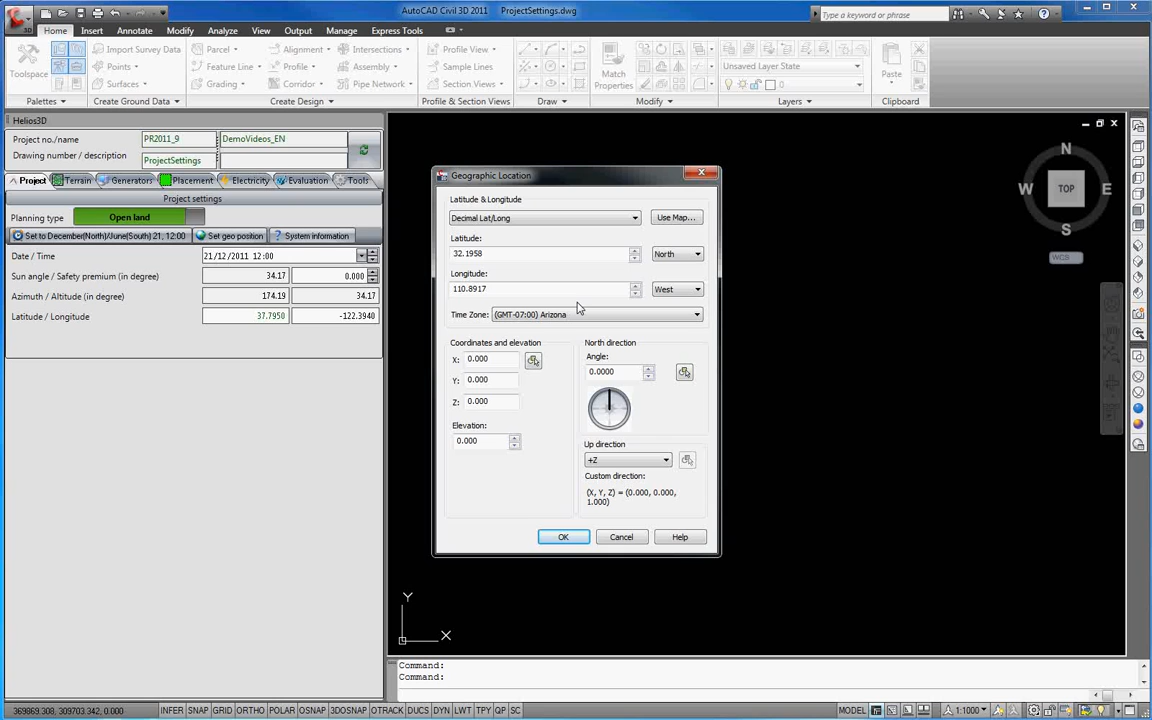 AutoCAD Civil 3D 2011 ProjectSettings.dwg
Type a keyword or phrase
Home Insert Annotate Modify Analyze View Output Manage Express Tools
Toolspace
Import Survey Data
Points
Surfaces
Parcel
Feature Line
Grading
Alignment
Profile
Corridor
Intersections
Assembly
Pipe Network
Profile View
Sample Lines
Section Views
Match
Properties
Unsaved Layer State
0
Paste
Palettes Create Ground Data Create Design Profile & Section Views Draw Modify Layers Clipboard
Helios3D
Project no./name PR2011_9 DemoVideos_EN
Drawing number / description ProjectSettings
Project Terrain Generators Placement Electricity Evaluation Tools
Project settings
Planning type Open land
Set to December(North)/June(South) 21, 12:00 Set geo position System information
Date / Time 21/12/2011 12:00
Sun angle / Safety premium (in degree) 34.17 0.000
Azimuth / Altitude (in degree) 174.19 34.17
Latitude / Longitude 37.7950 -122.3940
Geographic Location
Latitude & Longitude
Decimal Lat/Long Use Map...
Latitude:
32.1958 North
Longitude:
110.8917 West
Time Zone: (GMT-07:00) Arizona
Coordinates and elevation
X: 0.000
Y: 0.000
Z: 0.000
Elevation:
0.000
North direction
Angle:
0.0000
Up direction
+Z
Custom direction:
(X, Y, Z) = (0.000, 0.000,
1.000)
OK Cancel Help
N
W TOP E
S
WCS
Y
X
Command:
Command:
369869.308, 309703.342, 0.000 INFER SNAP GRID ORTHO POLAR OSNAP 3DOSNAP OTRACK DUCS DYN LWT TPY QP SC MODEL 1:1000